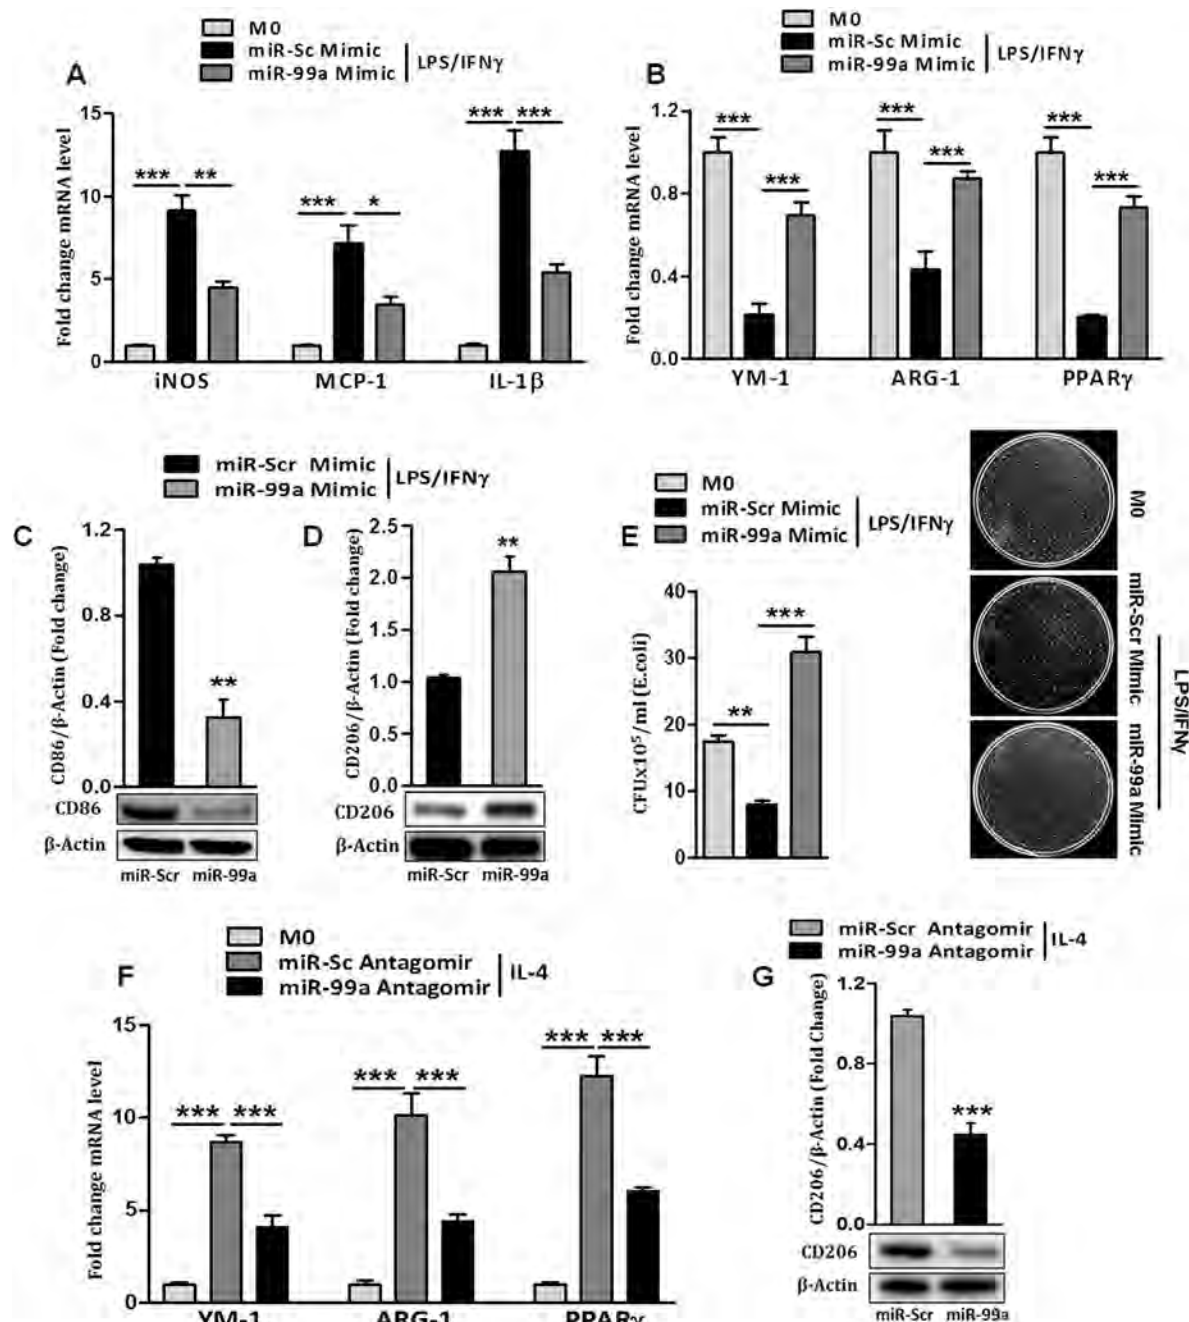 M0
miR-Sc Mimic
miR-99a Mimic
LPS/IFNγ
A
Fold change mRNA level
15
10
5
0
*** **
*** *
*** ***
iNOS MCP-1 IL-1β
M0
miR-Sc Mimic
miR-99a Mimic
LPS/IFNγ
B
Fold change mRNA level
1.2
0.8
0.4
0.0
*** ***
*** ***
*** ***
YM-1 ARG-1 PPARγ
miR-Scr Mimic
miR-99a Mimic
LPS/IFNγ
C
CD86/β-Actin (Fold change)
1.2
0.8
0.4
0.0
**
CD86
β-Actin
miR-Scr miR-99a
D
CD206/β-Actin (Fold change)
2.5
2.0
1.5
1.0
0.5
0.0
**
CD206
β-Actin
miR-Scr miR-99a
E
M0
miR-Scr Mimic
miR-99a Mimic
LPS/IFNγ
CFUx10⁵/ml (E.coli)
40
30
20
10
0
**
***
M0
miR-Scr Mimic
miR-99a Mimic
LPS/IFNγ
F
M0
miR-Sc Antagomir
miR-99a Antagomir
IL-4
Fold change mRNA level
15
10
5
0
*** ***
*** ***
*** ***
YM-1 ARG-1 PPARγ
miR-Scr Antagomir
miR-99a Antagomir
IL-4
G
CD206/β-Actin (Fold Change)
1.2
0.8
0.4
0.0
***
CD206
β-Actin
miR-Scr miR-99a